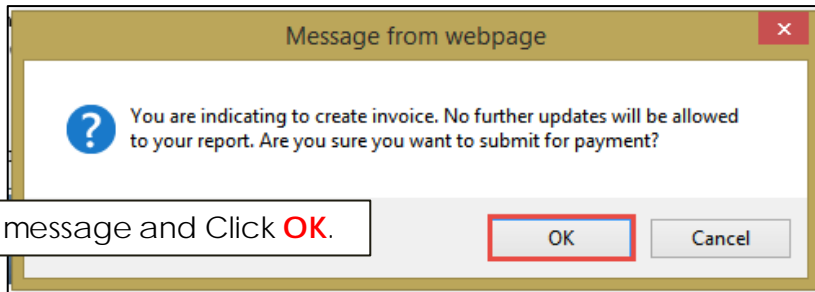 Message from webpage
You are indicating to create invoice. No further updates will be allowed
to your report. Are you sure you want to submit for payment?
message and Click OK.
OK
Cancel